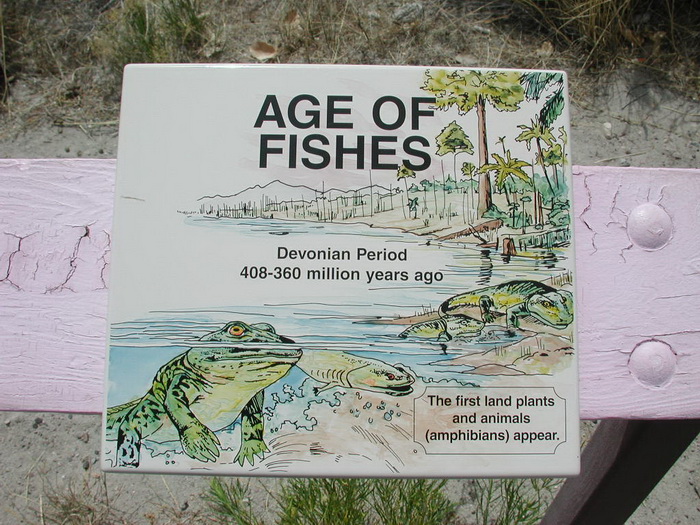 AGE OF
FISHES
Devonian Period
408-360 million years ago
The first land plants
and animals
(amphibians) appear.